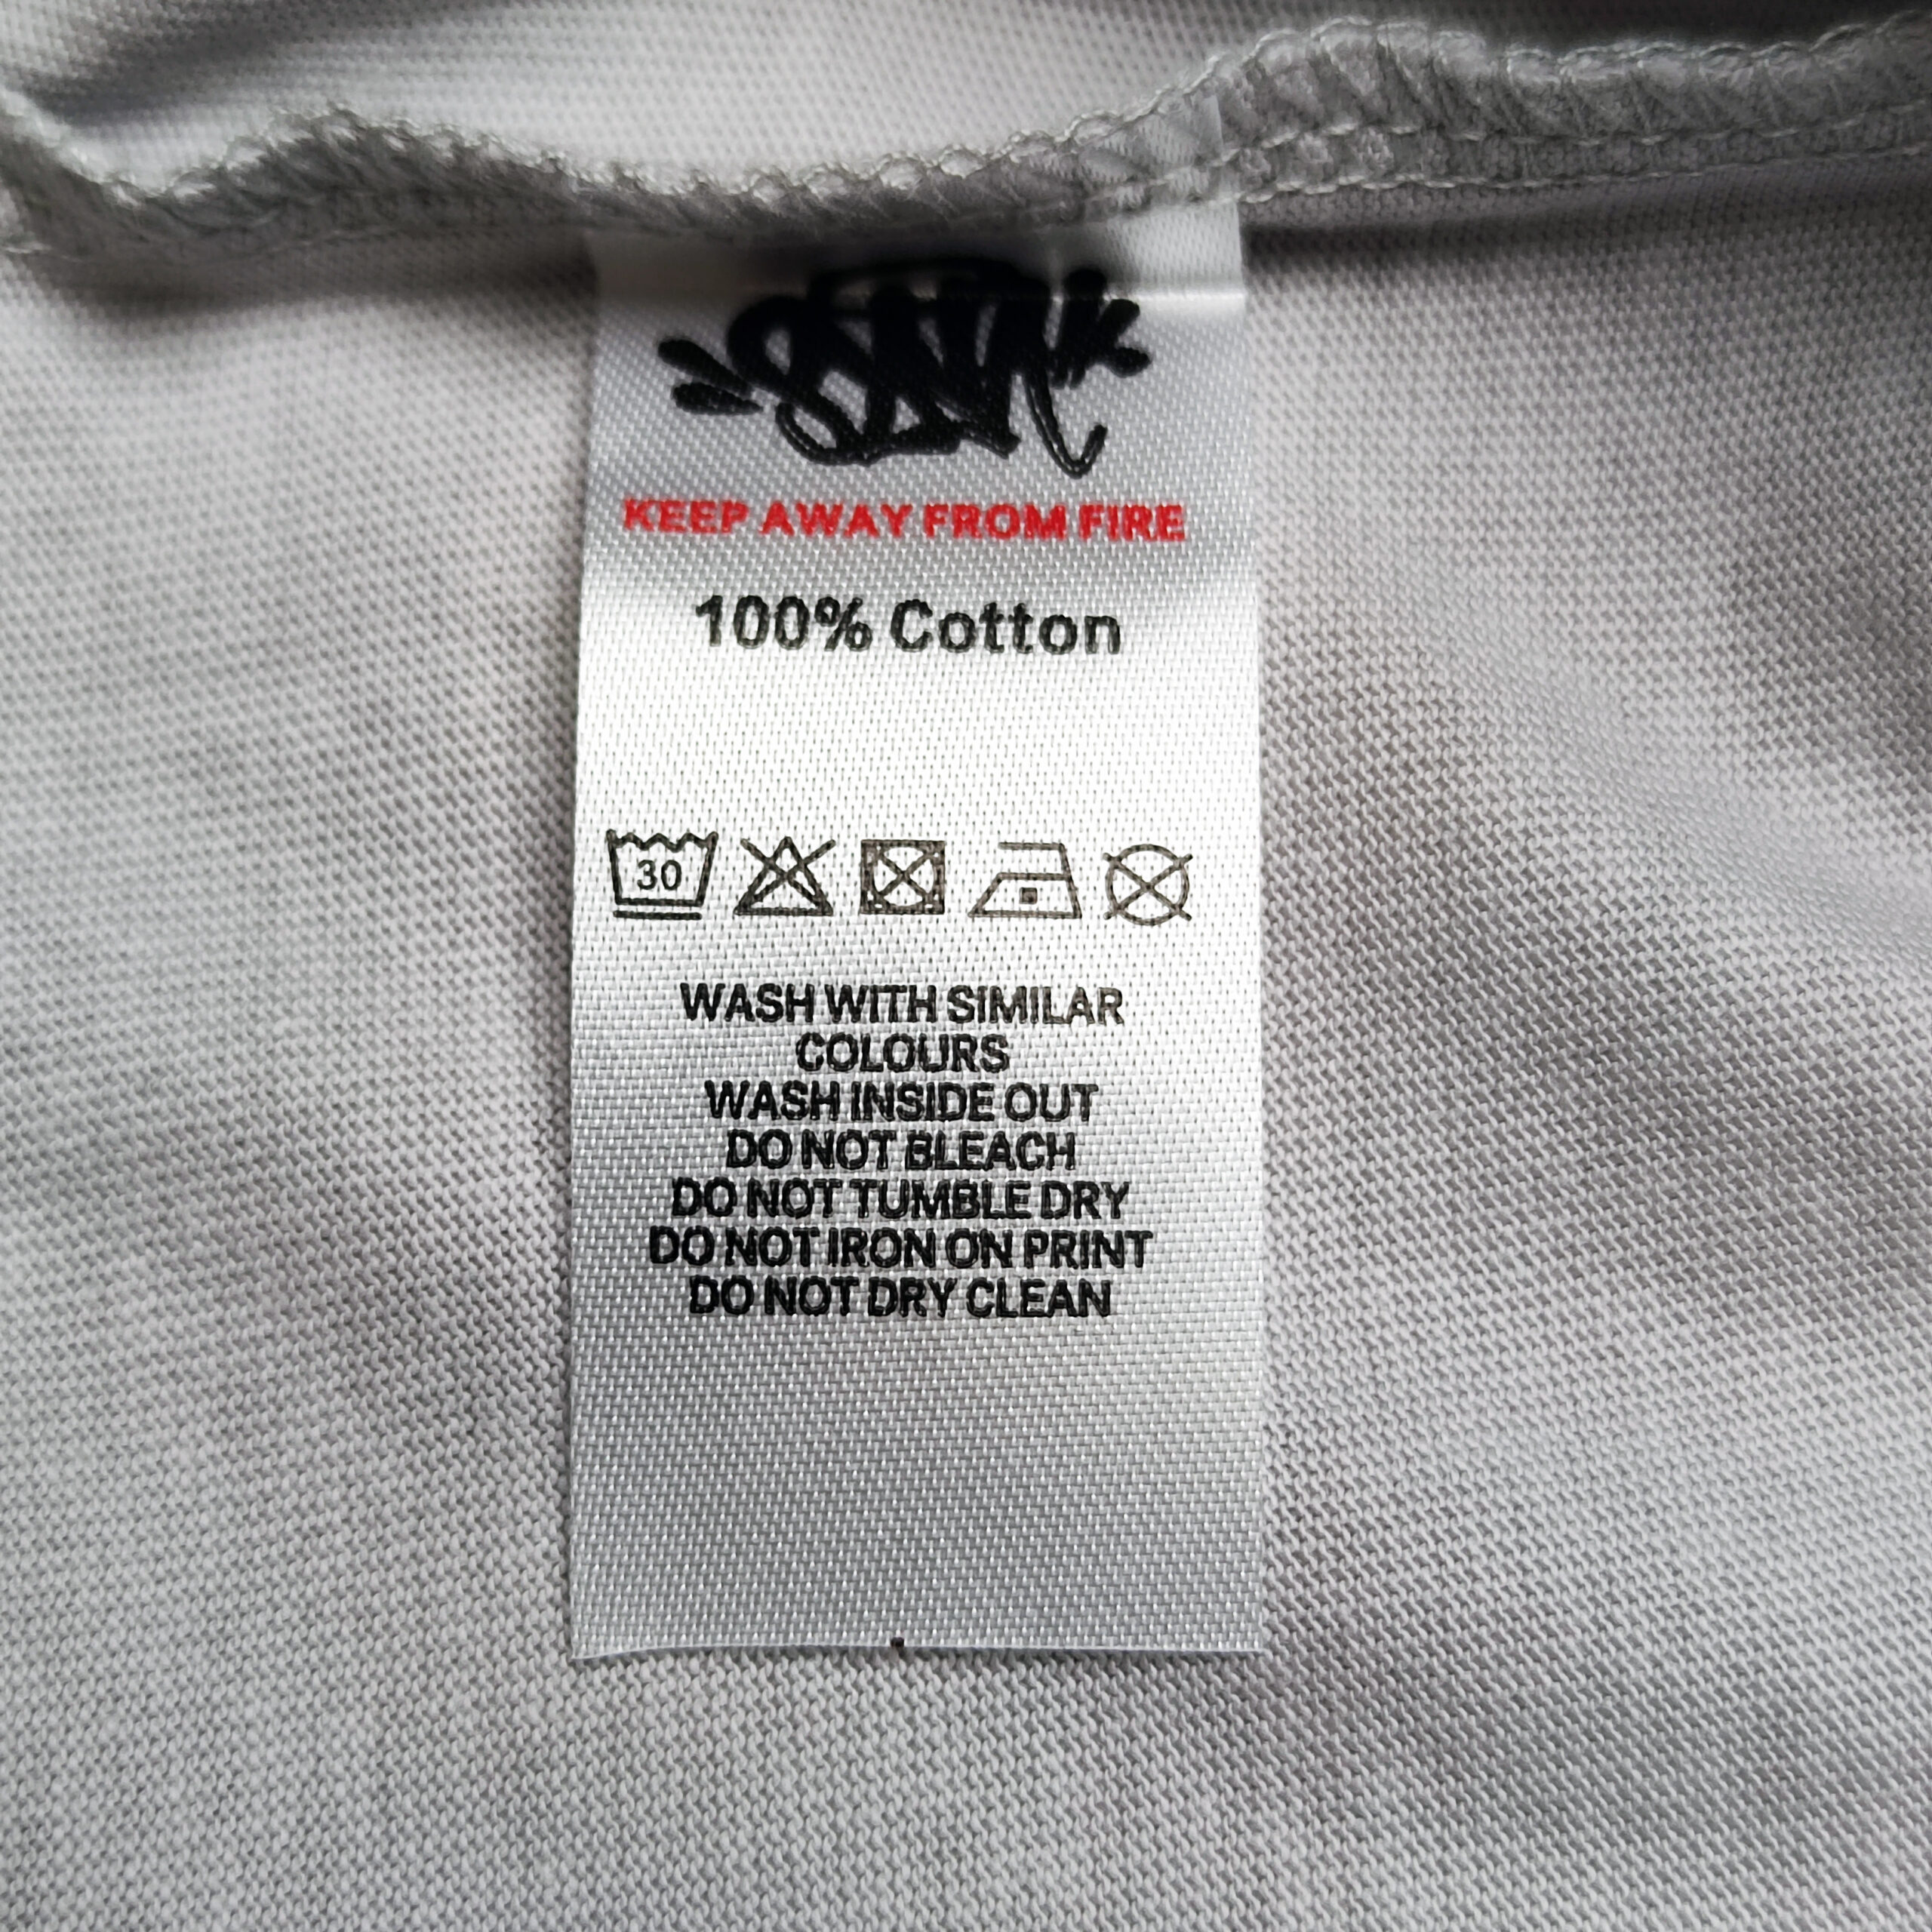 KEEP AWAY FROM FIRE
100% Cotton
30
WASH WITH SIMILAR
COLOURS
WASH INSIDE OUT
DO NOT BLEACH
DO NOT TUMBLE DRY
DO NOT IRON ON PRINT
DO NOT DRY CLEAN